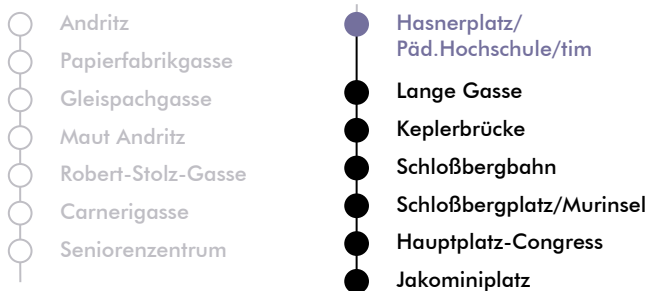 Andritz
Papierfabrikgasse
Gleispachgasse
Maut Andritz
Robert-Stolz-Gasse
Carnerigasse
Seniorenzentrum
Hasnerplatz/
Päd.Hochschule/tim
Lange Gasse
Keplerbrücke
Schloßbergbahn
Schloßbergplatz/Murinsel
Hauptplatz-Congress
Jakominiplatz